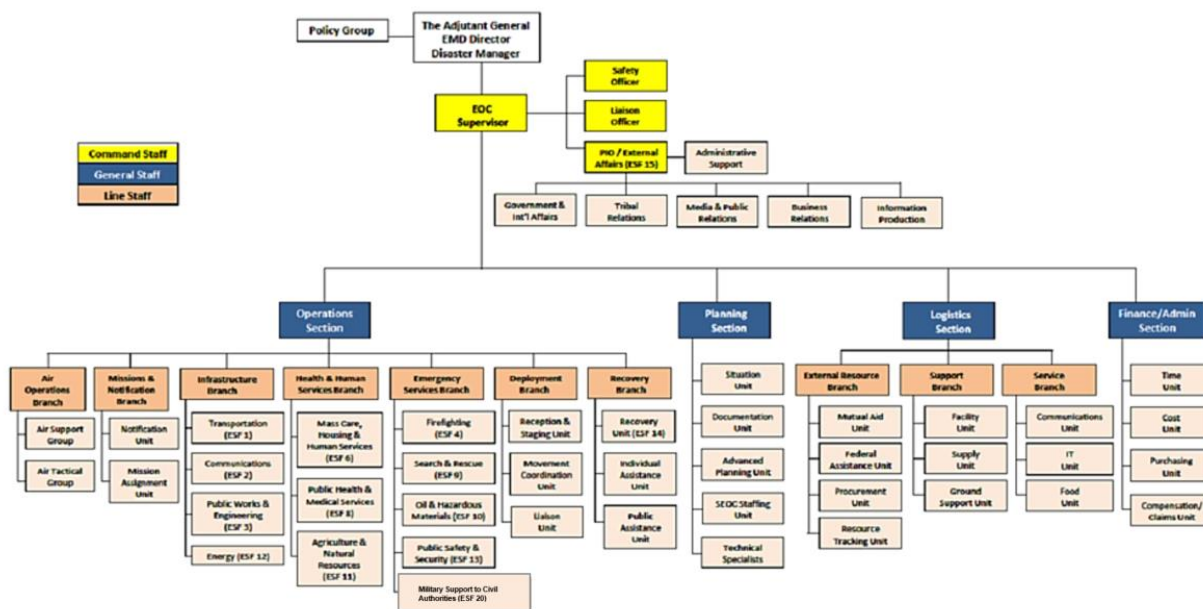 Policy Group
The Adjutant General
EMD Director
Disaster Manager
Safety
Officer
EOC
Supervisor
Liaison
Officer
PIO / External
Affairs (ESF 15)
Administrative
Support
Command Staff
General Staff
Line Staff
Government &
Int'l Affairs
Tribal
Relations
Media & Public
Relations
Business
Relations
Information
Production
Operations
Section
Planning
Section
Logistics
Section
Finance/Admin
Section
Air
Operations
Branch
Air Support
Group
Air Tactical
Group
Missions &
Notification
Branch
Notification
Unit
Mission
Assignment
Unit
Infrastructure
Branch
Transportation
(ESF 1)
Communications
(ESF 2)
Public Works &
Engineering
(ESF 3)
Energy (ESF 12)
Health & Human
Services Branch
Mass Care,
Housing &
Human Services
(ESF 6)
Public Health &
Medical Services
(ESF 8)
Agriculture &
Natural
Resources
(ESF 11)
Emergency
Services Branch
Firefighting
(ESF 4)
Search & Rescue
(ESF 9)
Oil & Hazardous
Materials (ESF 10)
Public Safety &
Security (ESF 13)
Military Support to Civil
Authorities (ESF 20)
Deployment
Branch
Reception &
Staging Unit
Movement
Coordination
Unit
Liaison
Unit
Recovery
Branch
Recovery
Unit (ESF 14)
Individual
Assistance
Unit
Public
Assistance
Unit
Situation
Unit
Documentation
Unit
Advanced
Planning Unit
SEOC Staffing
Unit
Technical
Specialists
External Resource
Branch
Mutual Aid
Unit
Federal
Assistance Unit
Procurement
Unit
Resource
Tracking Unit
Support
Branch
Facility
Unit
Supply
Unit
Ground
Support Unit
Service
Branch
Communications
Unit
IT
Unit
Food
Unit
Time
Unit
Cost
Unit
Purchasing
Unit
Compensation/
Claims Unit